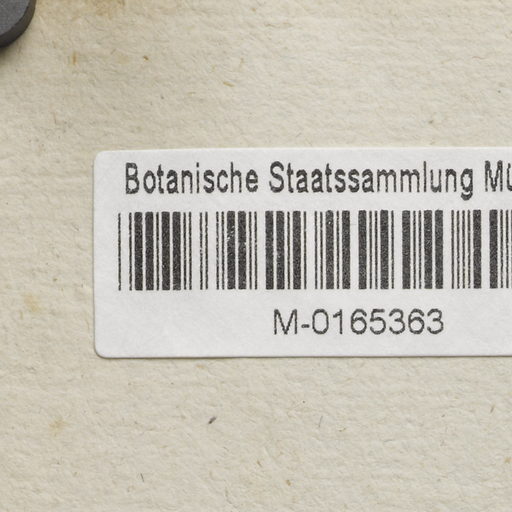 Botanische Staatssammlung Mü
M-0165363